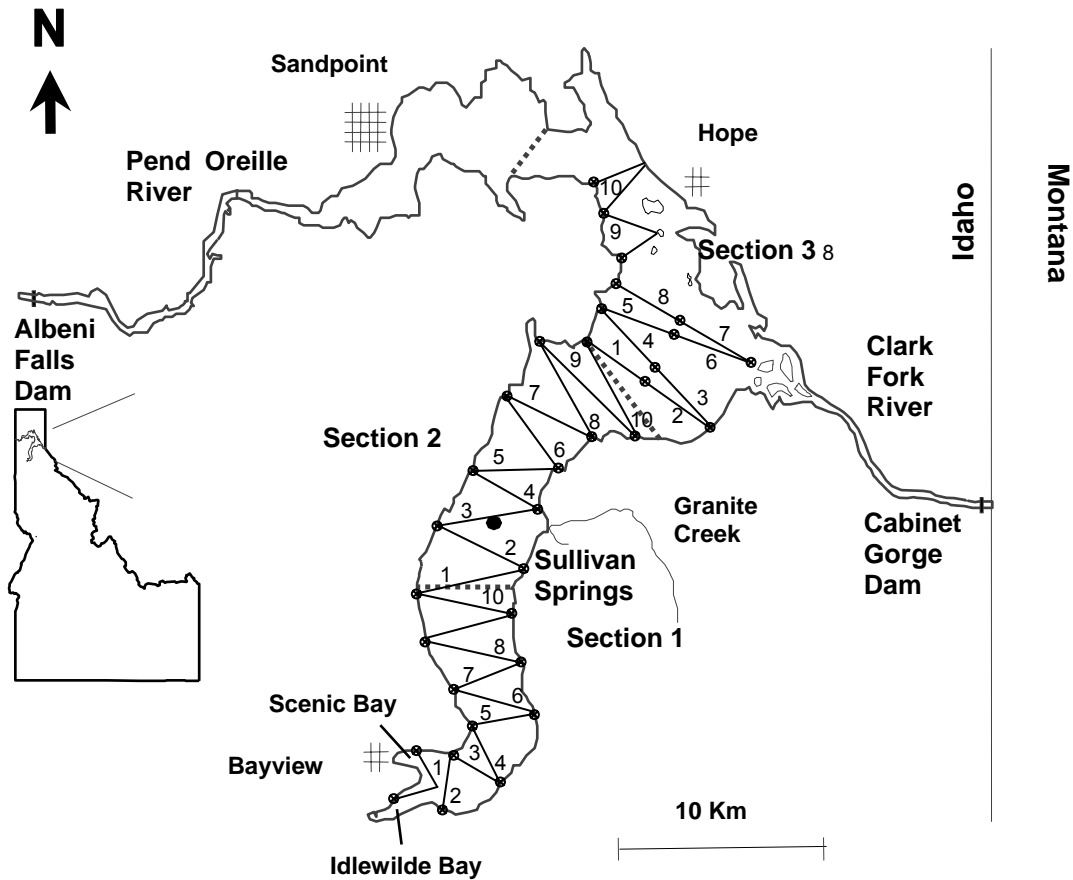 N
Sandpoint
Hope
Pend Oreille
River
10
9
Section 3 8
Idaho
Montana
8
5
7
4
6
1
9
3
2
10
Albeni
Falls
Dam
Clark
Fork
River
7
8
Section 2
6
5
4
3
Granite
Creek
Cabinet
Gorge
Dam
2
Sullivan
Springs
1
10
Section 1
8
7
6
Scenic Bay
5
3
Bayview
1
4
2
10 Km
Idlewilde Bay